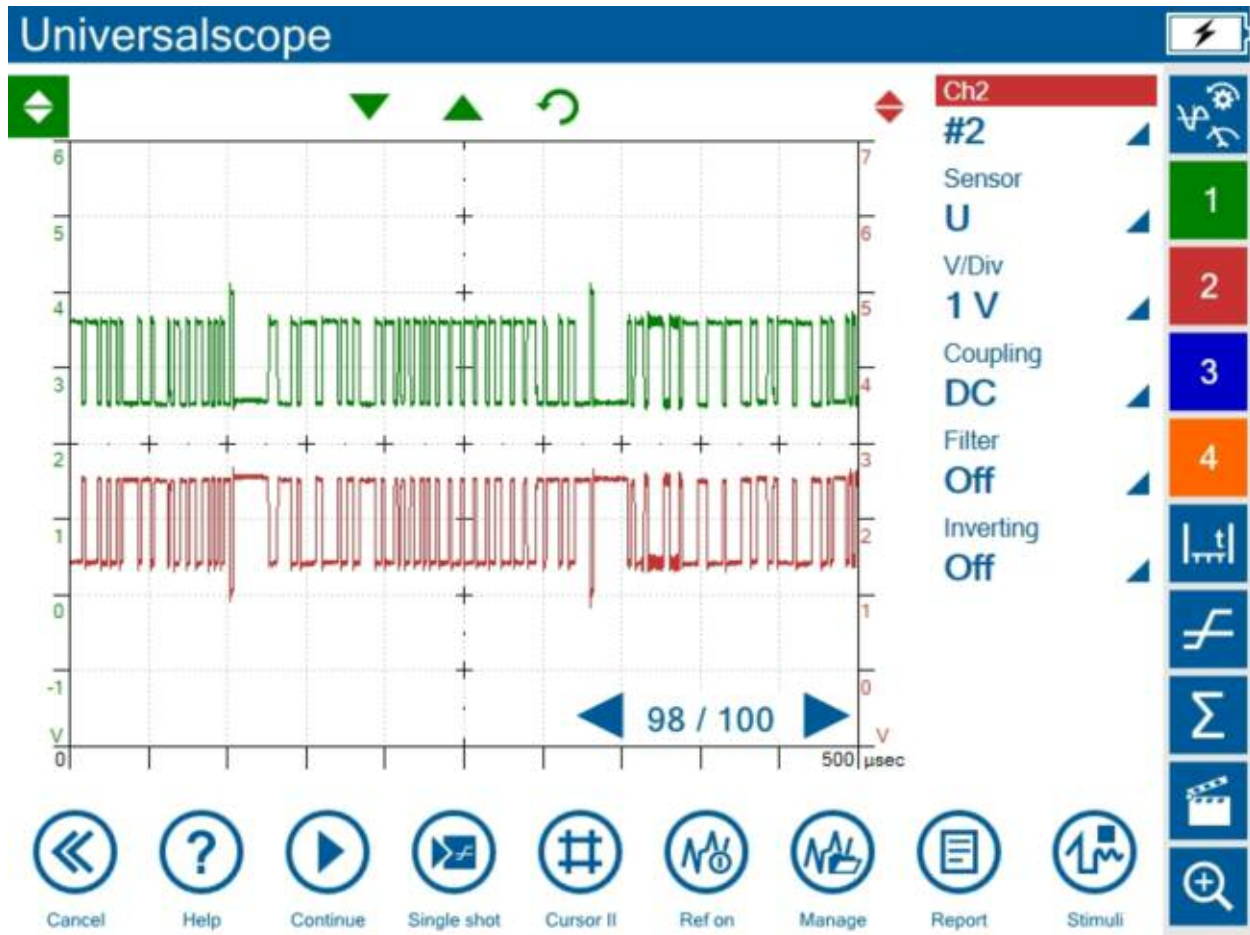 Universalscope
Ch2
#2
Sensor
U
V/Div
1 V
Coupling
DC
Filter
Off
Inverting
Off
1
2
3
4
t
Σ
6
5
4
3
2
1
0
-1
V
7
6
5
4
3
2
1
0
V
98 / 100
0
500 µsec
?
Cancel
Help
Continue
Single shot
Cursor II
Ref on
Manage
Report
Stimuli